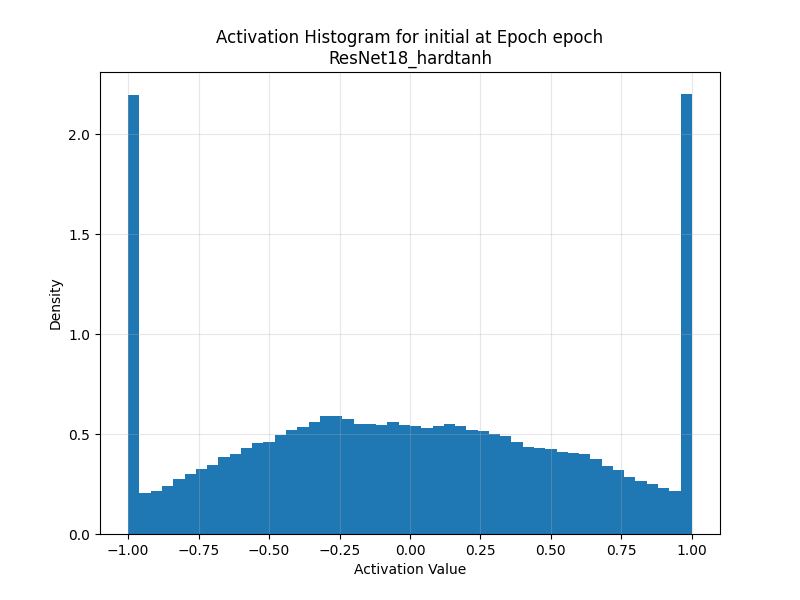 Activation Histogram for initial at Epoch epoch
ResNet18_hardtanh
Density
2.0
1.5
1.0
0.5
0.0
−1.00 −0.75 −0.50 −0.25 0.00 0.25 0.50 0.75 1.00
Activation Value